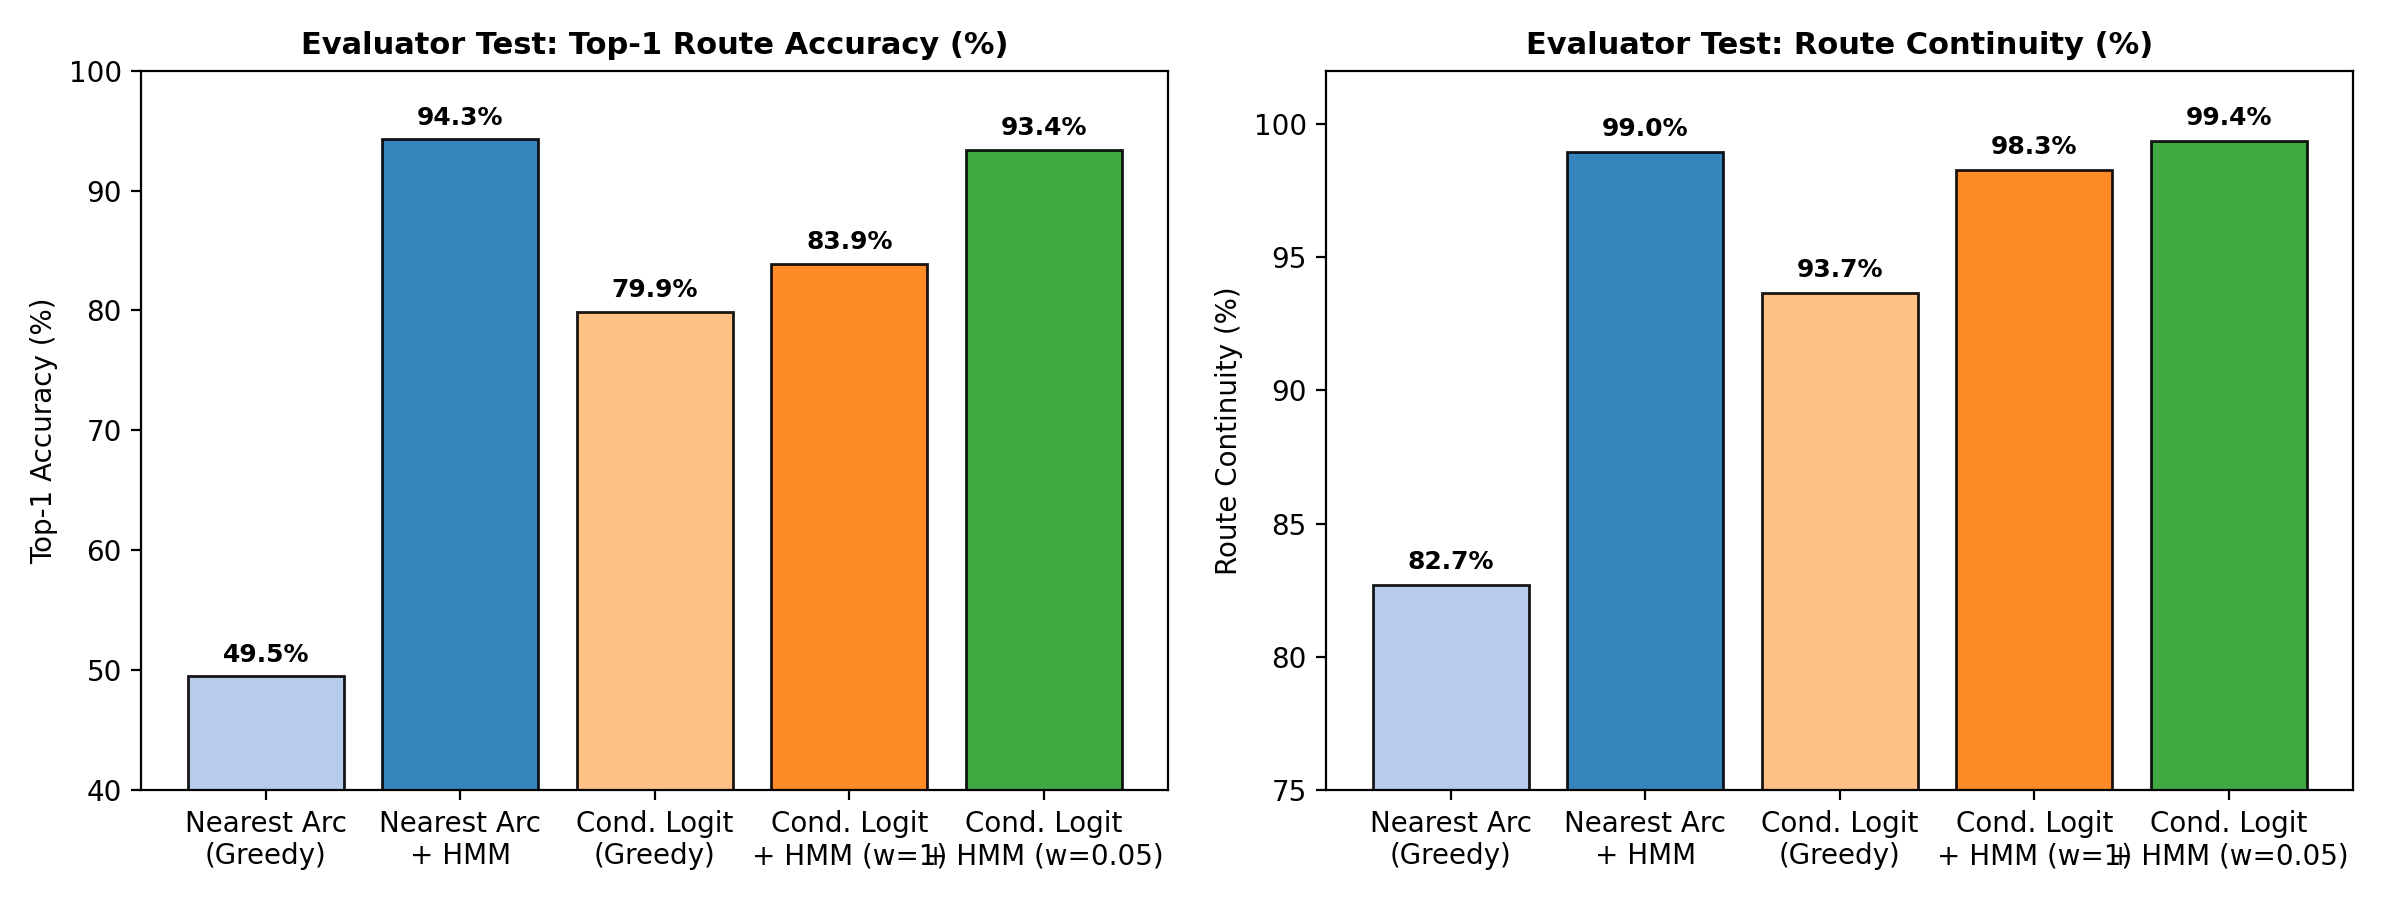 Evaluator Test: Top-1 Route Accuracy (%)
Top-1 Accuracy (%)
100
90
80
70
60
50
40
49.5%
94.3%
79.9%
83.9%
93.4%
Nearest Arc
(Greedy)
Nearest Arc
+ HMM
Cond. Logit
(Greedy)
Cond. Logit
+ HMM (w=1)
Cond. Logit
+ HMM (w=0.05)
Evaluator Test: Route Continuity (%)
Route Continuity (%)
100
95
90
85
80
75
82.7%
99.0%
93.7%
98.3%
99.4%
Nearest Arc
(Greedy)
Nearest Arc
+ HMM
Cond. Logit
(Greedy)
Cond. Logit
+ HMM (w=1)
Cond. Logit
+ HMM (w=0.05)